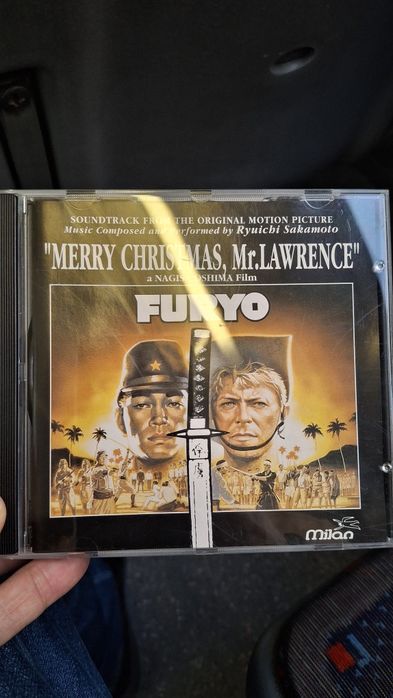 SOUNDTRACK FROM THE ORIGINAL MOTION PICTURE
Music Composed and Performed by Ryuichi Sakamoto
"MERRY CHRISTMAS, Mr.LAWRENCE"
a NAGISA OSHIMA Film
FURYO
milan